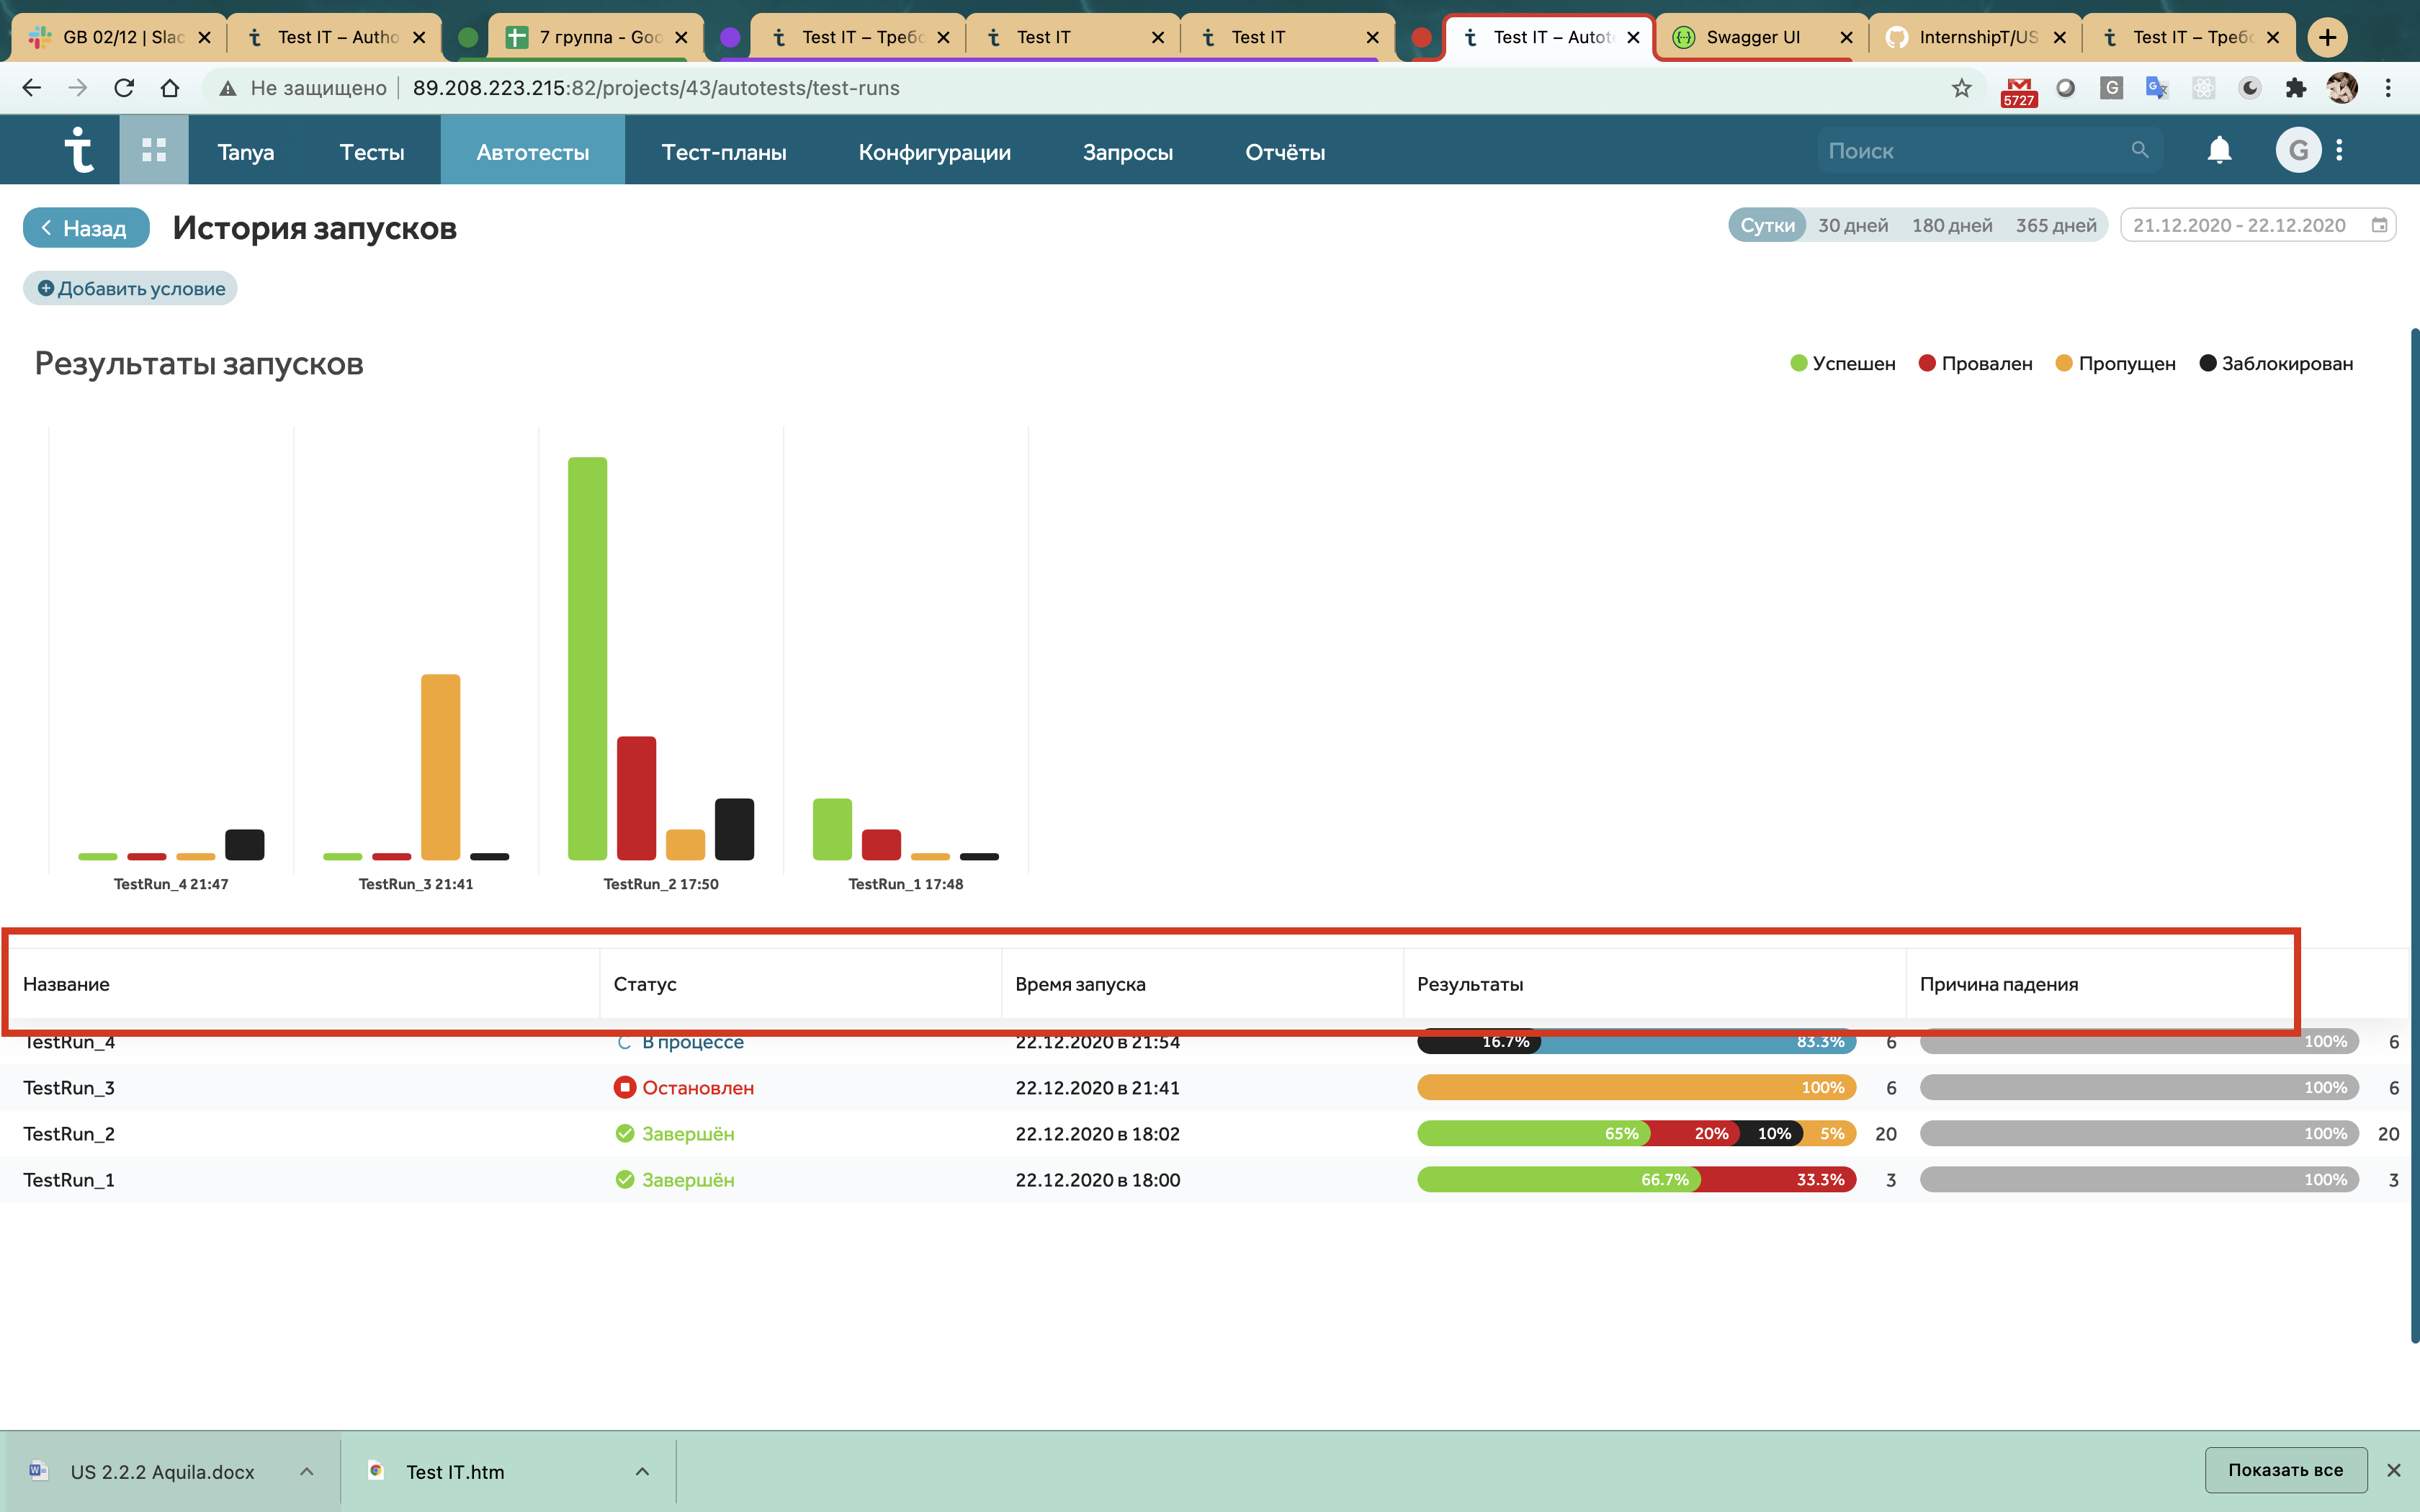 GB 02/12 | Slac
Test IT – Autho
7 группа - Goo
Test IT – Требо
Test IT
Test IT
Test IT – Autote
Swagger UI
InternshipT/US
Test IT – Требо
Не защищено
89.208.223.215:82/projects/43/autotests/test-runs
5727
G
G
Tanya
Тесты
Автотесты
Тест-планы
Конфигурации
Запросы
Отчёты
Поиск
G
Назад
История запусков
Сутки
30 дней
180 дней
365 дней
21.12.2020 - 22.12.2020
Добавить условие
Результаты запусков
Успешен
Провален
Пропущен
Заблокирован
TestRun_4 21:47
TestRun_3 21:41
TestRun_2 17:50
TestRun_1 17:48
Название
Статус
Время запуска
Результаты
Причина падения
TestRun_4 В процессе 22.12.2020 в 21:54 16.7% 83.3% 6 100% 6
TestRun_3 Остановлен 22.12.2020 в 21:41 100% 6 100% 6
TestRun_2 Завершён 22.12.2020 в 18:02 65% 20% 10% 5% 20 100% 20
TestRun_1 Завершён 22.12.2020 в 18:00 66.7% 33.3% 3 100% 3
US 2.2.2 Aquila.docx
Test IT.htm
Показать все